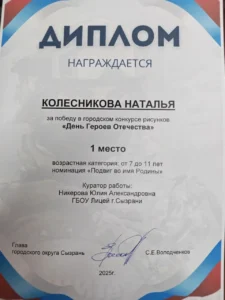 ДИПЛОМ
НАГРАЖДАЕТСЯ
КОЛЕСНИКОВА НАТАЛЬЯ
за победу в городском конкурсе рисунков
«День Героев Отечества»
1 место
возрастная категория: от 7 до 11 лет
номинация «Подвиг во имя Родины»
Куратор работы:
Никерова Юлия Александровна
ГБОУ Лицей г.Сызрани
Глава
городского округа Сызрань
С.Е.Володченков
2025г.